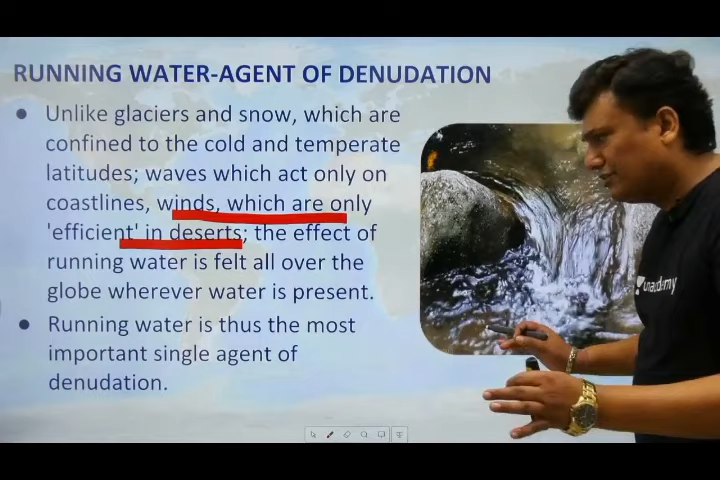 RUNNING WATER-AGENT OF DENUDATION
● Unlike glaciers and snow, which are
confined to the cold and temperate
latitudes; waves which act only on
coastlines, winds, which are only
'efficient' in deserts; the effect of
running water is felt all over the
globe wherever water is present.
● Running water is thus the most
important single agent of
denudation.
unacademy